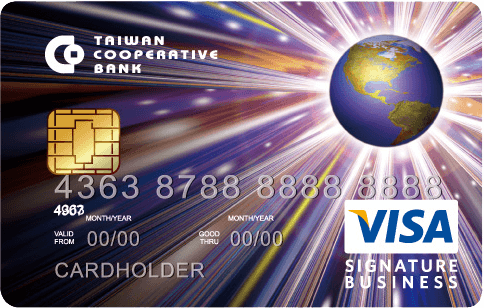 TAIWAN
COOPERATIVE
BANK
4363 8788 8888 8888
MONTH/YEAR MONTH/YEAR
VALID FROM 00/00 GOOD THRU 00/00
CARDHOLDER
VISA
SIGNATURE
BUSINESS